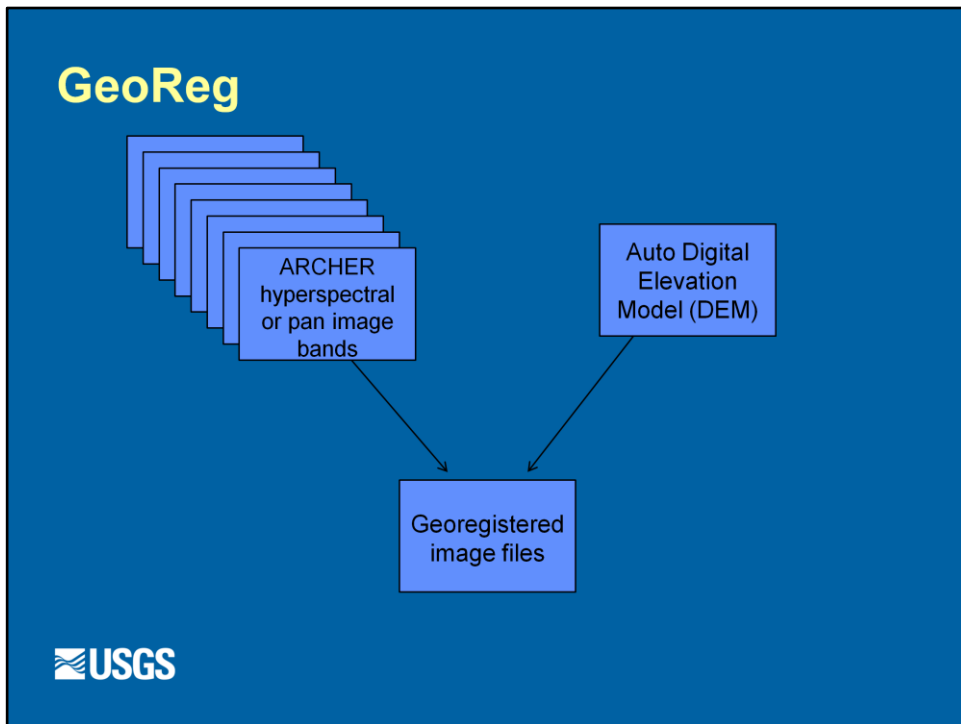 GeoReg
ARCHER
hyperspectral
or pan image
bands
Auto Digital
Elevation
Model (DEM)
Georegistered
image files
USGS